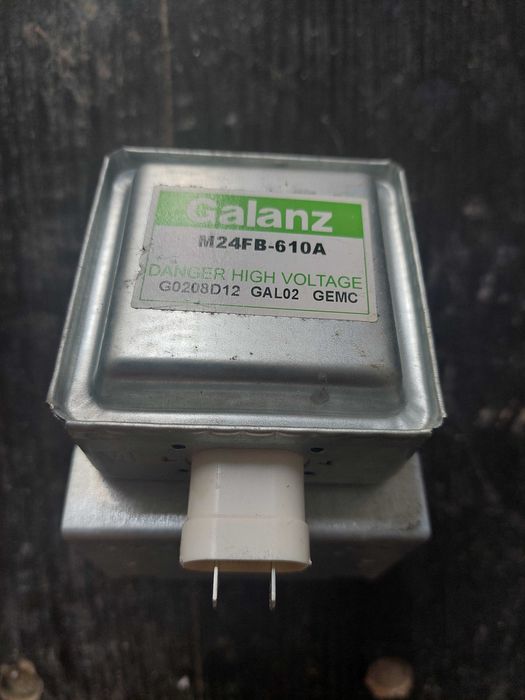 Galanz
M24FB-610A
DANGER HIGH VOLTAGE
G0208D12 GAL02 GEMC